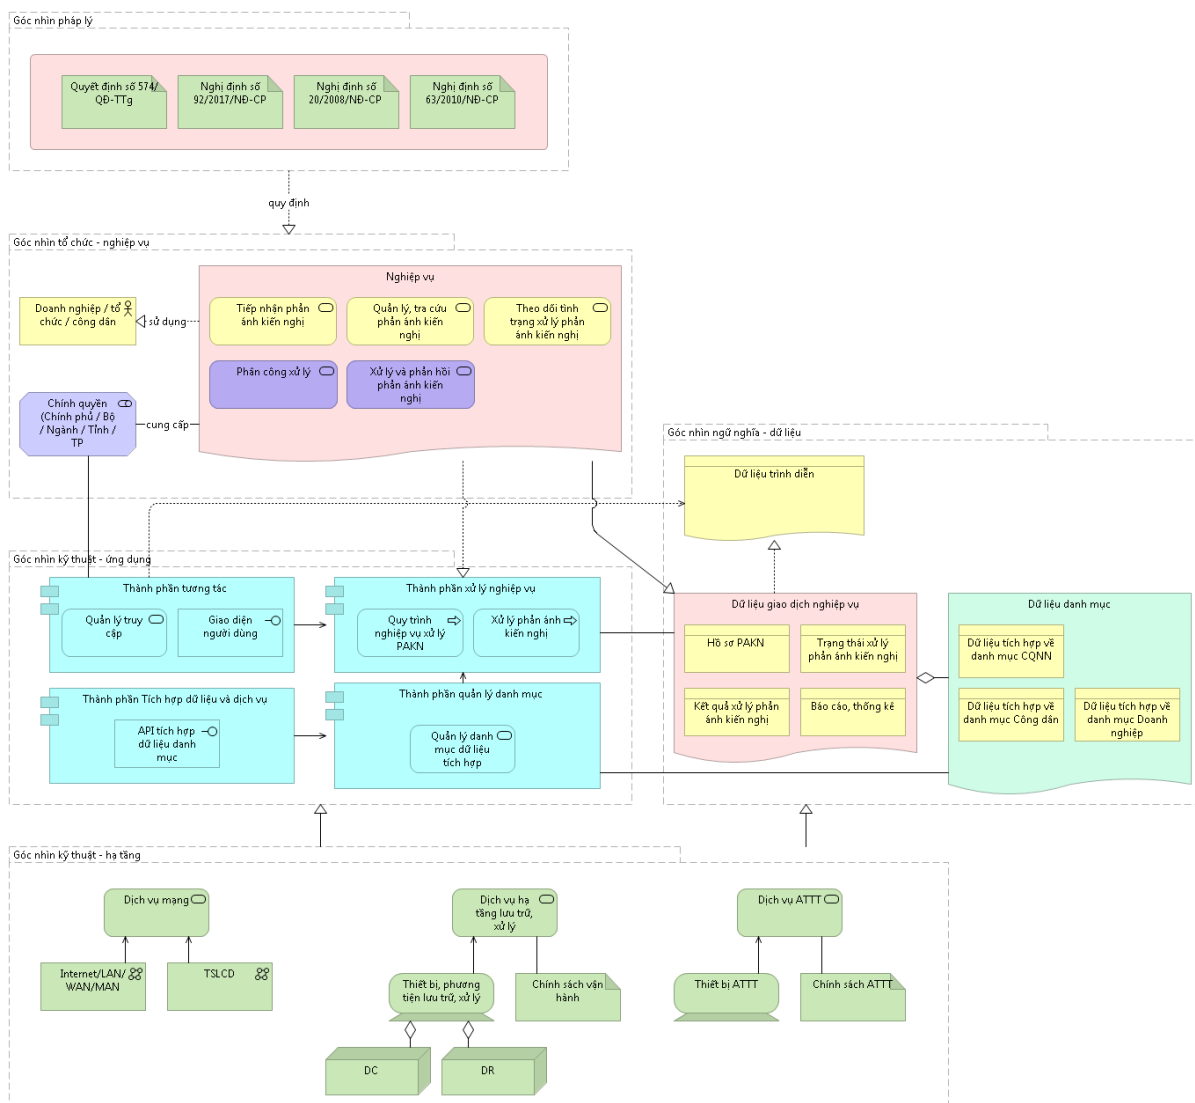 Góc nhìn pháp lý
Quyết định số 574/
QĐ-TTg
Nghị định số
92/2017/NĐ-CP
Nghị định số
20/2008/NĐ-CP
Nghị định số
63/2010/NĐ-CP
quy định
Góc nhìn tổ chức - nghiệp vụ
Nghiệp vụ
Doanh nghiệp / tổ
chức / công dân
sử dụng
Tiếp nhận phản
ánh kiến nghị
Quản lý, tra cứu
phản ánh kiến
nghị
Theo dõi tình
trạng xử lý phản
ánh kiến nghị
Phân công xử lý
Xử lý và phản hồi
phản ánh kiến
nghị
Chính quyền
(Chính phủ / Bộ
/ Ngành / Tỉnh /
TP
cung cấp
Góc nhìn ngữ nghĩa - dữ liệu
Dữ liệu trình diễn
Góc nhìn kỹ thuật - ứng dụng
Thành phần tương tác
Quản lý truy
cập
Giao diện
người dùng
Thành phần xử lý nghiệp vụ
Quy trình
nghiệp vụ xử lý
PAKN
Xử lý phản ánh
kiến nghị
Dữ liệu giao dịch nghiệp vụ
Hồ sơ PAKN
Trạng thái xử lý
phản ánh kiến nghị
Kết quả xử lý phản
ánh kiến nghị
Báo cáo, thống kê
Dữ liệu danh mục
Dữ liệu tích hợp về
danh mục CQNN
Dữ liệu tích hợp về
danh mục Công dân
Dữ liệu tích hợp về
danh mục Doanh
nghiệp
Thành phần Tích hợp dữ liệu và dịch vụ
API tích hợp
dữ liệu danh
mục
Thành phần quản lý danh mục
Quản lý danh
mục dữ liệu
tích hợp
Góc nhìn kỹ thuật - hạ tầng
Dịch vụ mạng
Internet/LAN/
WAN/MAN
TSLCD
Dịch vụ hạ
tầng lưu trữ,
xử lý
Thiết bị, phương
tiện lưu trữ, xử lý
Chính sách vận
hành
DC
DR
Dịch vụ ATTT
Thiết bị ATTT
Chính sách ATTT